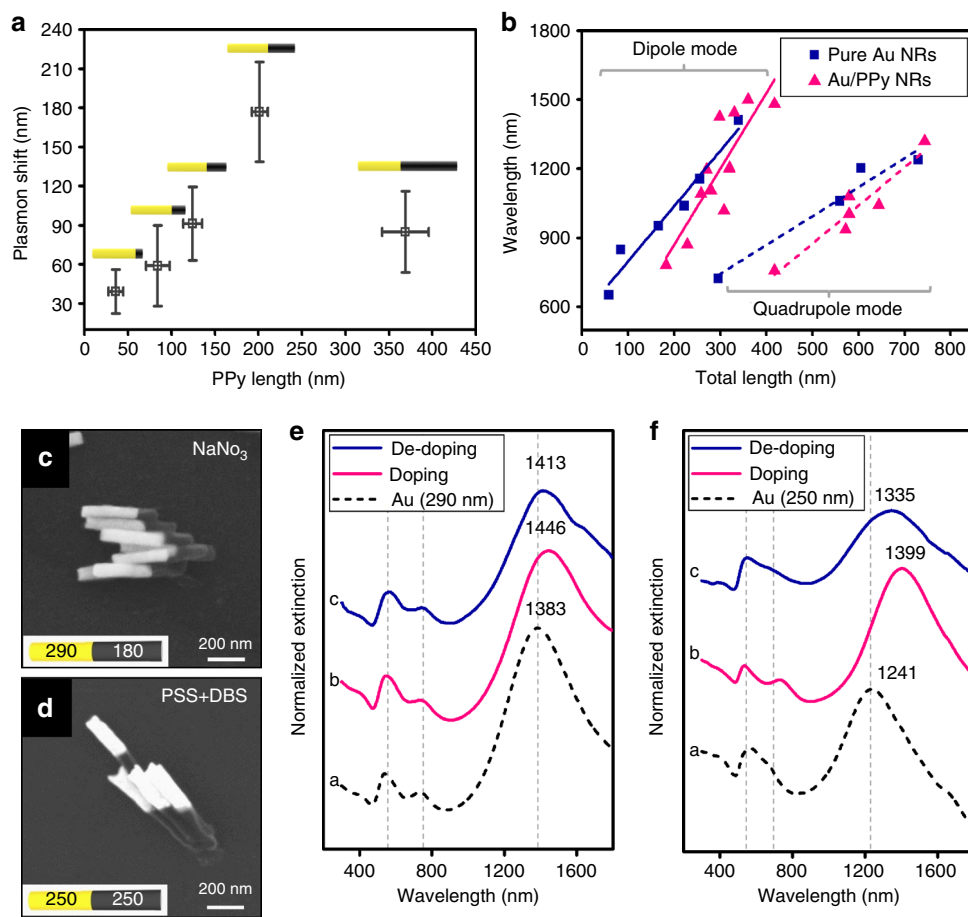 a
240
210
180
150
120
90
60
30
0 50 100 150 200 250 300 350 400 450
PPy length (nm)
Plasmon shift (nm)
b
1800
1500
1200
900
600
0 100 200 300 400 500 600 700 800
Total length (nm)
Wavelength (nm)
Dipole mode
Pure Au NRs
Au/PPy NRs
Quadrupole mode
c
NaNo3
290 180
200 nm
d
PSS+DBS
250 250
200 nm
e
De-doping
Doping
Au (290 nm)
1413
1446
1383
c
b
a
400 800 1200 1600
Wavelength (nm)
Normalized extinction
f
De-doping
Doping
Au (250 nm)
1335
1399
1241
c
b
a
400 800 1200 1600
Wavelength (nm)
Normalized extinction